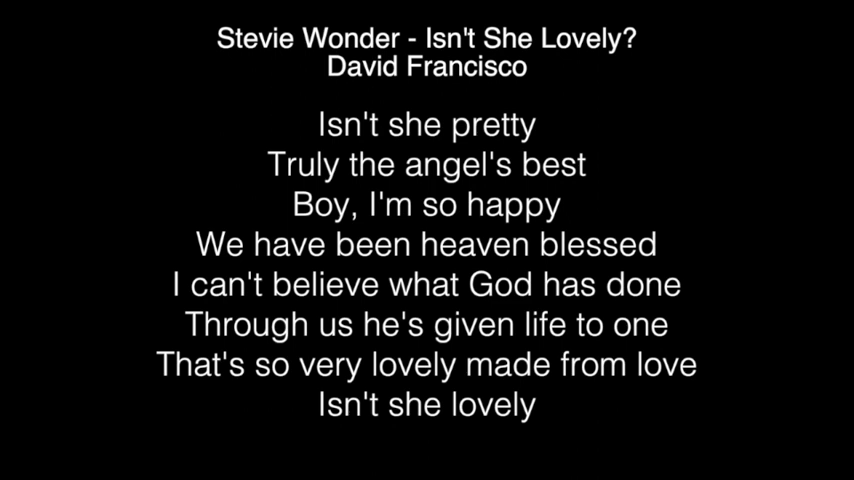 Stevie Wonder - Isn't She Lovely?
David Francisco
Isn't she pretty
Truly the angel's best
Boy, I'm so happy
We have been heaven blessed
I can't believe what God has done
Through us he's given life to one
That's so very lovely made from love
Isn't she lovely